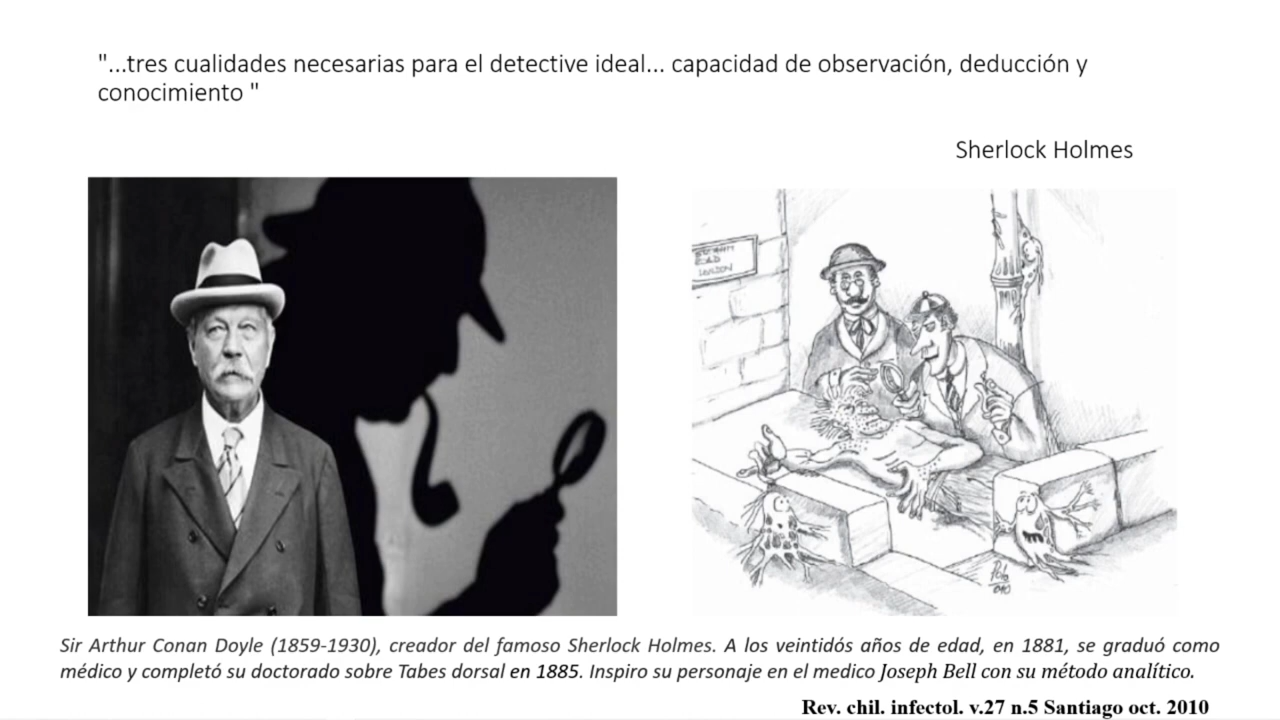 "...tres cualidades necesarias para el detective ideal... capacidad de observación, deducción y
conocimiento "
Sherlock Holmes
LONDON
Sir Arthur Conan Doyle (1859-1930), creador del famoso Sherlock Holmes. A los veintidós años de edad, en 1881, se graduó como
médico y completó su doctorado sobre Tabes dorsal en 1885. Inspiro su personaje en el medico Joseph Bell con su método analítico.
Rev. chil. infectol. v.27 n.5 Santiago oct. 2010